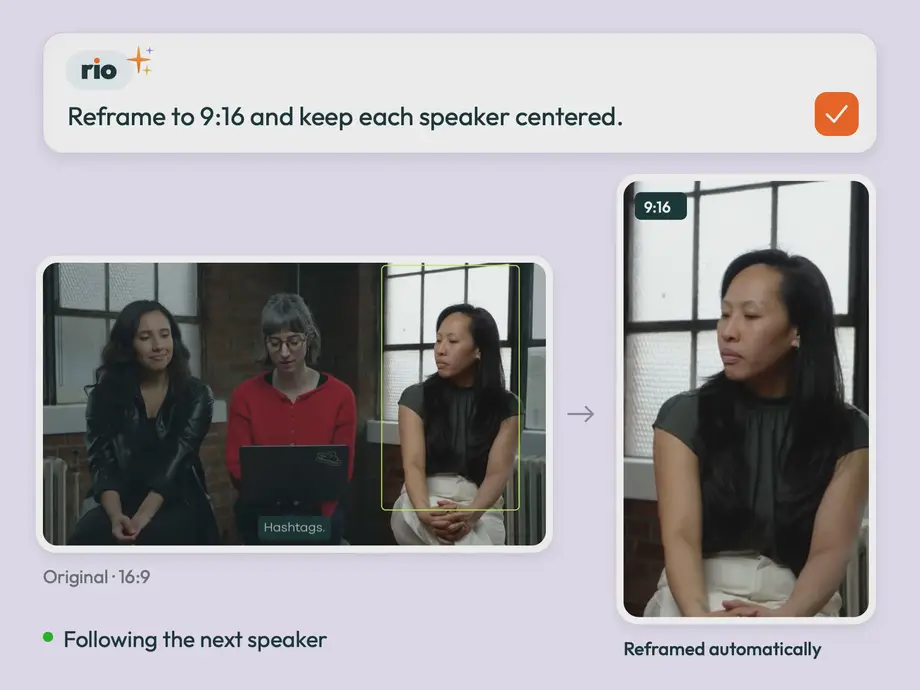 rio
Reframe to 9:16 and keep each speaker centered.
9:16
Hashtags.
Original · 16:9
Following the next speaker
Reframed automatically